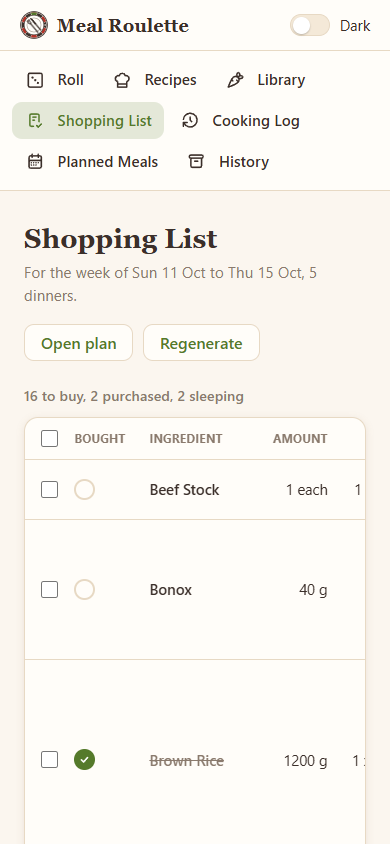 Meal Roulette
Dark
Roll
Recipes
Library
Shopping List
Cooking Log
Planned Meals
History
Shopping List
For the week of Sun 11 Oct to Thu 15 Oct, 5
dinners.
Open plan
Regenerate
16 to buy, 2 purchased, 2 sleeping
BOUGHT INGREDIENT AMOUNT
Beef Stock 1 each 1
Bonox 40 g
Brown Rice 1200 g 1